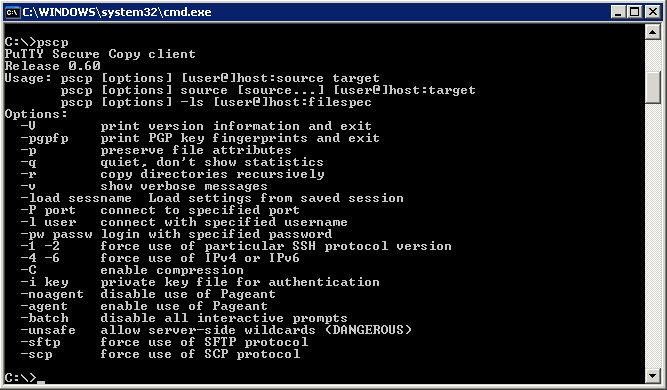 C:\WINDOWS\system32\cmd.exe
C:\>pscp
PuTTY Secure Copy client
Release 0.60
Usage: pscp [options] [user@]host:source target
       pscp [options] source [source...] [user@]host:target
       pscp [options] -ls [user@]host:filespec
Options:
  -V        print version information and exit
  -pgpfp    print PGP key fingerprints and exit
  -p        preserve file attributes
  -q        quiet, don't show statistics
  -r        copy directories recursively
  -v        show verbose messages
  -load sessname  Load settings from saved session
  -P port   connect to specified port
  -l user   connect with specified username
  -pw passw login with specified password
  -1 -2     force use of particular SSH protocol version
  -4 -6     force use of IPv4 or IPv6
  -C        enable compression
  -i key    private key file for authentication
  -noagent  disable use of Pageant
  -agent    enable use of Pageant
  -batch    disable all interactive prompts
  -unsafe   allow server-side wildcards (DANGEROUS)
  -sftp     force use of SFTP protocol
  -scp      force use of SCP protocol
C:\>_